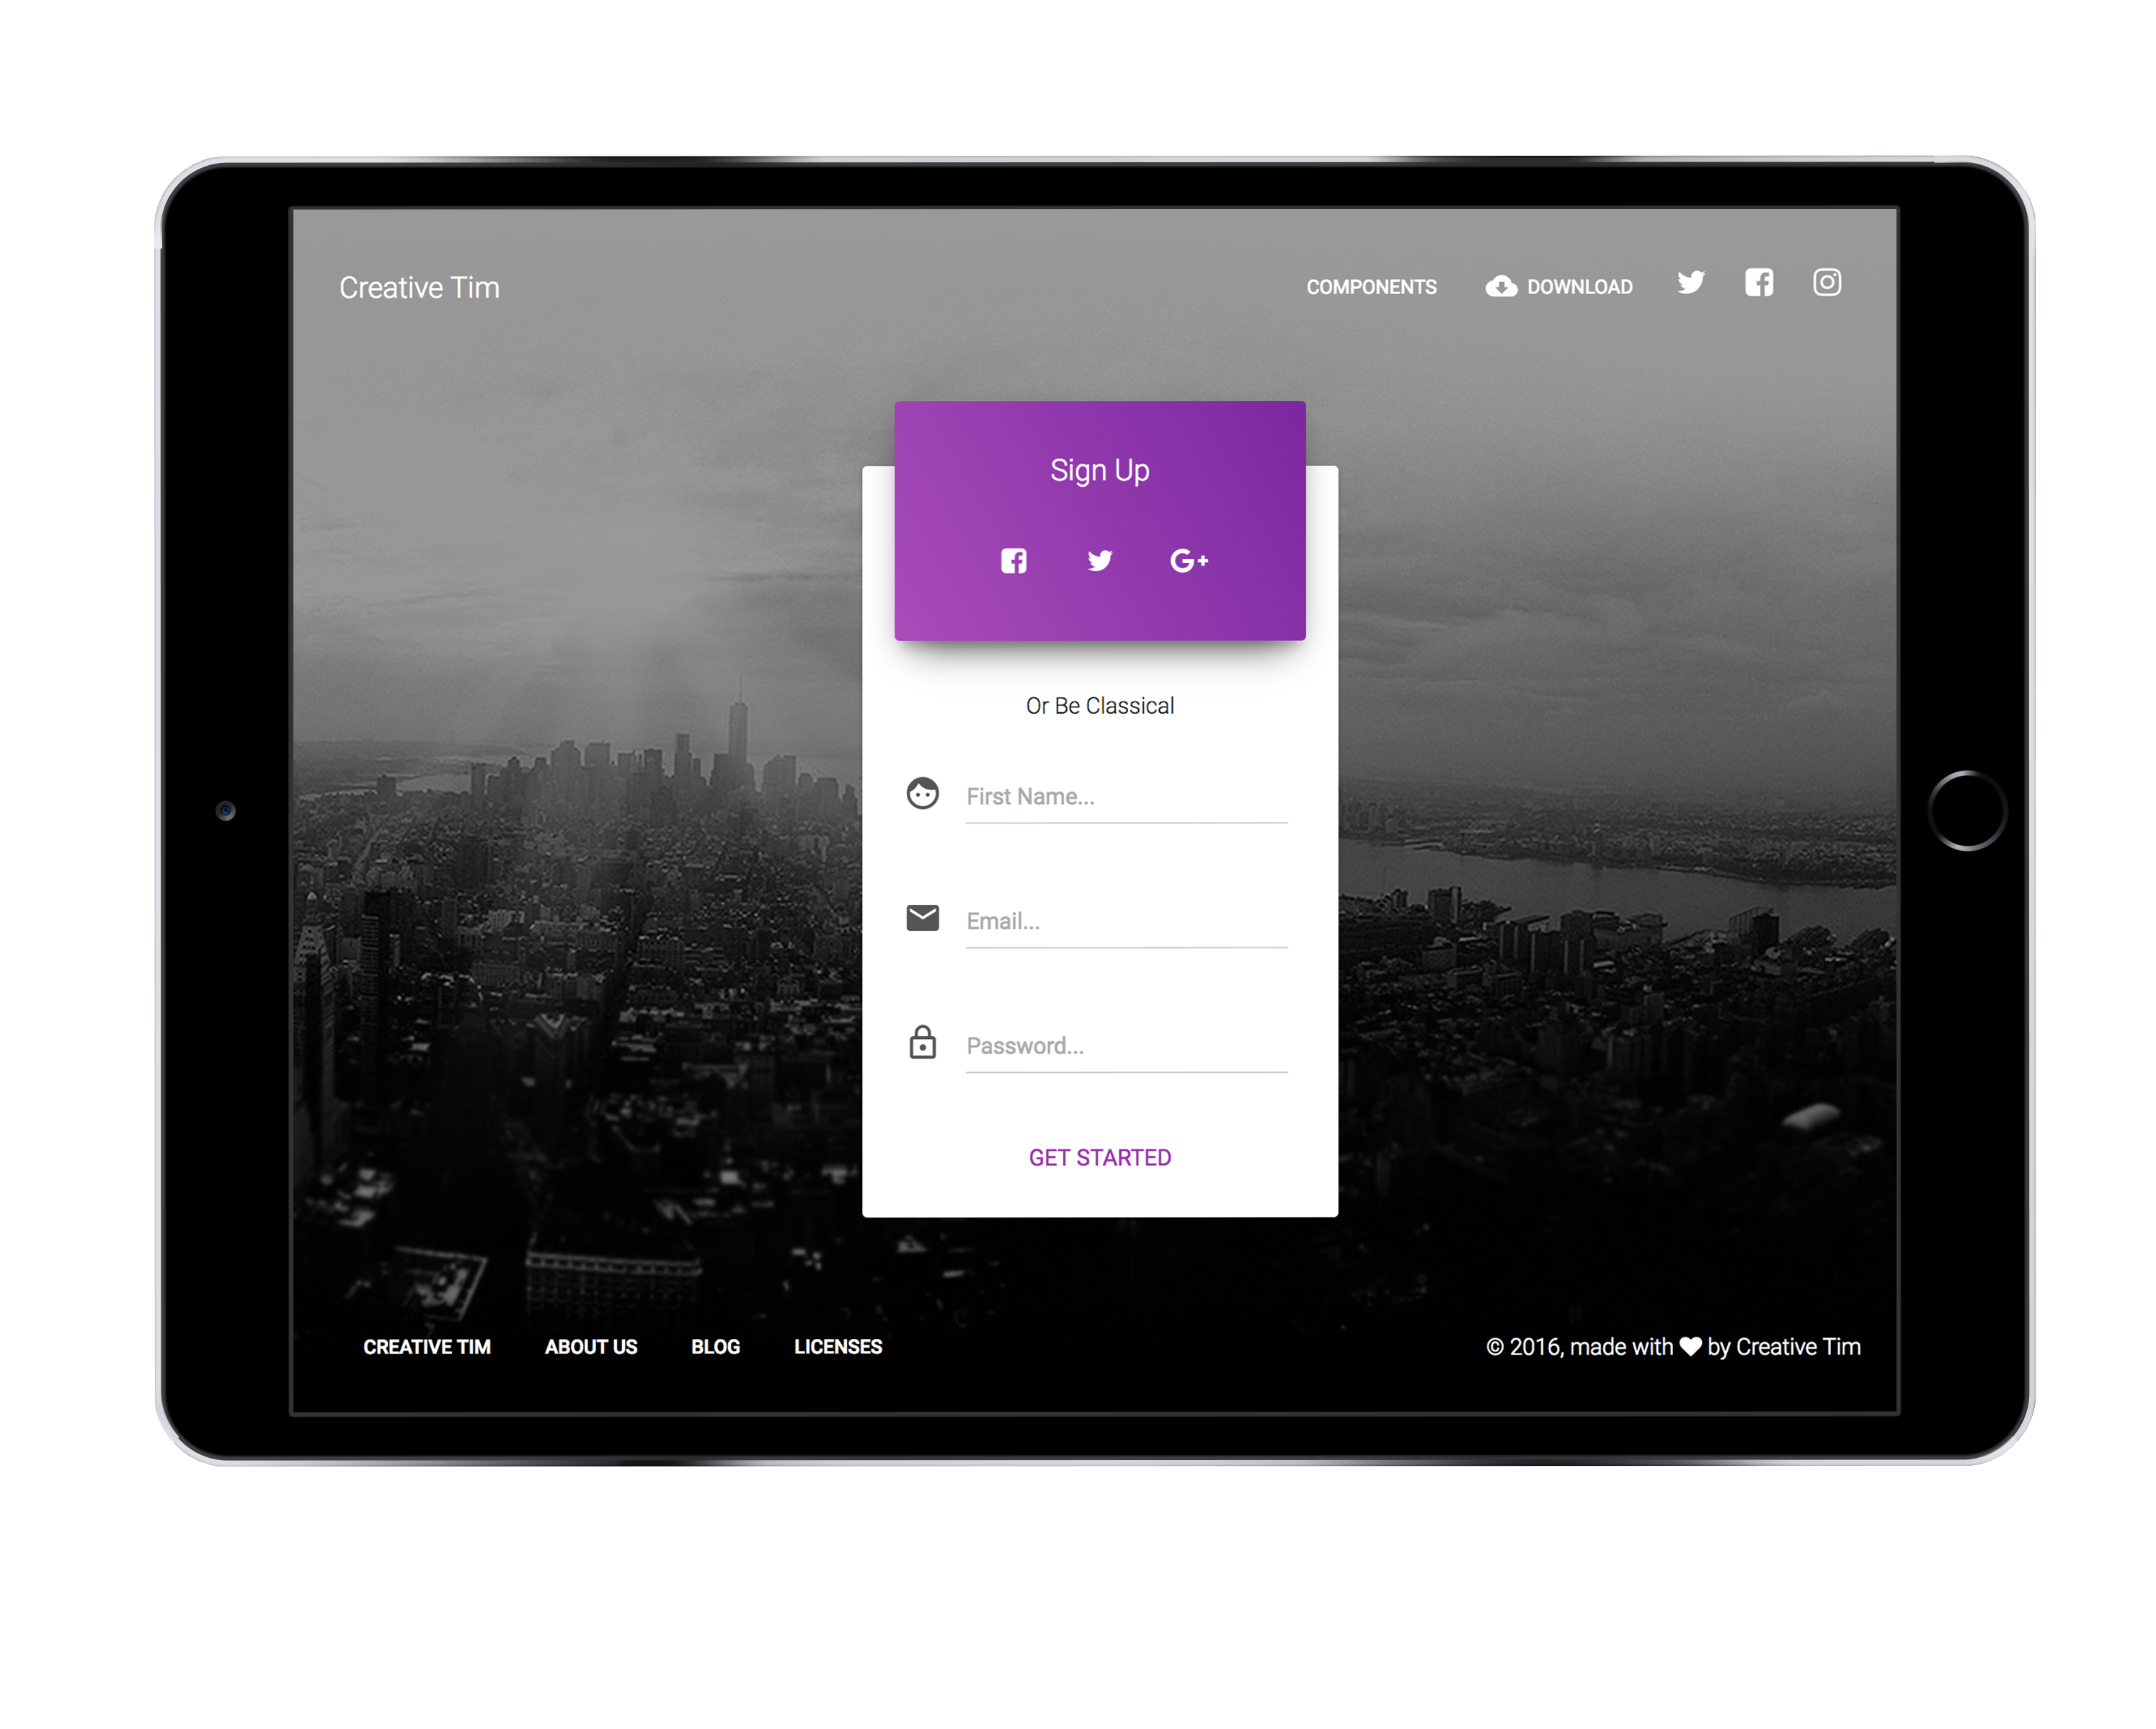 Creative Tim
COMPONENTS DOWNLOAD
Sign Up
G+
Or Be Classical
First Name...
Email...
Password...
GET STARTED
CREATIVE TIM ABOUT US BLOG LICENSES
© 2016, made with ♥ by Creative Tim